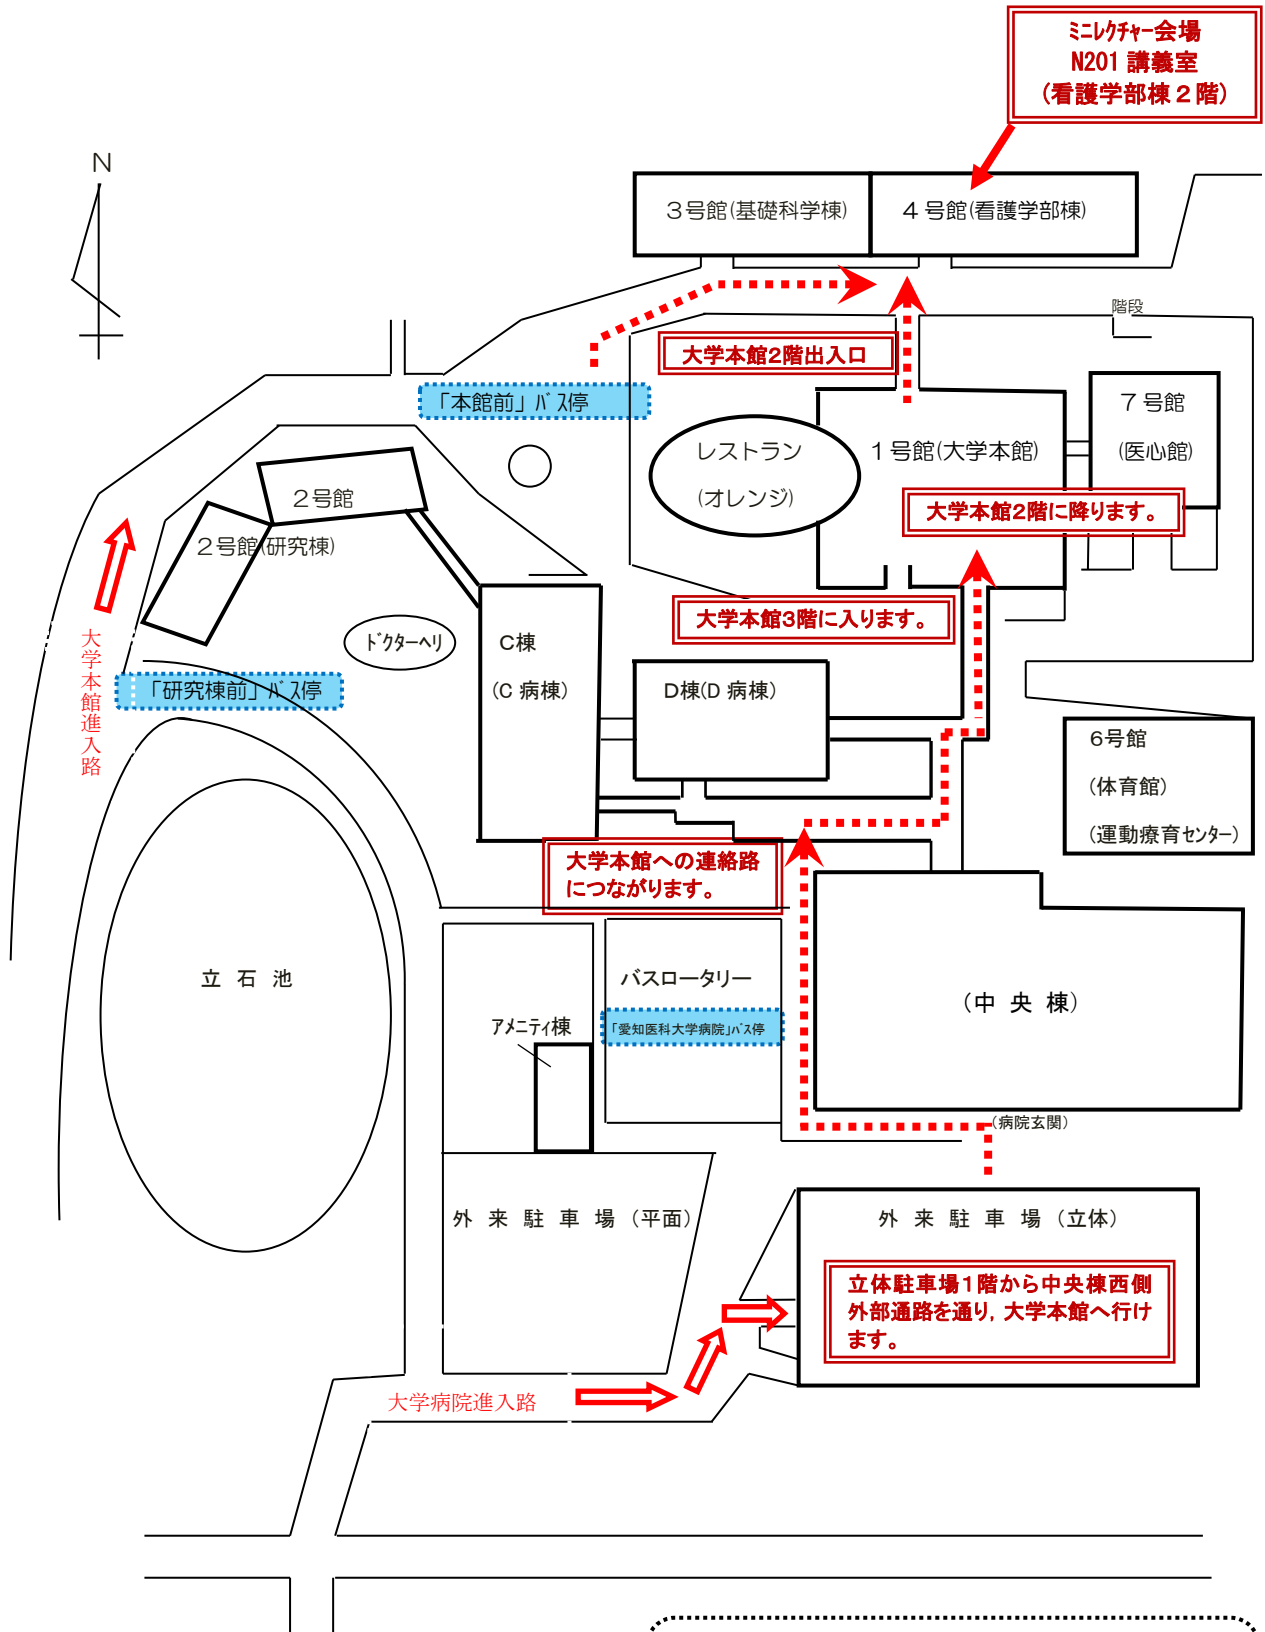 ミニレクチャー会場
N201 講義室
(看護学部棟２階)
N
３号館(基礎科学棟)
４号館(看護学部棟)
階段
大学本館2階出入口
「本館前」バス停
７号館
(医心館)
レストラン
(オレンジ)
１号館(大学本館)
大学本館2階に降ります。
２号館
２号館(研究棟)
大学本館3階に入ります。
大学本館進入路
ドクターヘリ
C棟
(C 病棟)
D棟(D 病棟)
「研究棟前」バス停
6号館
(体育館)
(運動療育センター)
大学本館への連絡路
につながります。
立 石 池
バスロータリー
「愛知医科大学病院」バス停
アメニティ棟
(中 央 棟)
(病院玄関)
外 来 駐 車 場 (平面)
外 来 駐 車 場 (立体)
立体駐車場１階から中央棟西側
外部通路を通り，大学本館へ行け
ます。
大学病院進入路